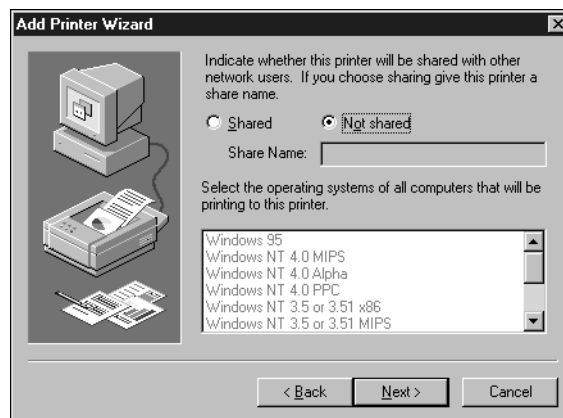 Add Printer Wizard
Indicate whether this printer will be shared with other
network users. If you choose sharing give this printer a
share name.
Shared
Not shared
Share Name:
Select the operating systems of all computers that will be
printing to this printer.
Windows 95
Windows NT 4.0 MIPS
Windows NT 4.0 Alpha
Windows NT 4.0 PPC
Windows NT 3.5 or 3.51 x86
Windows NT 3.5 or 3.51 MIPS
< Back
Next >
Cancel